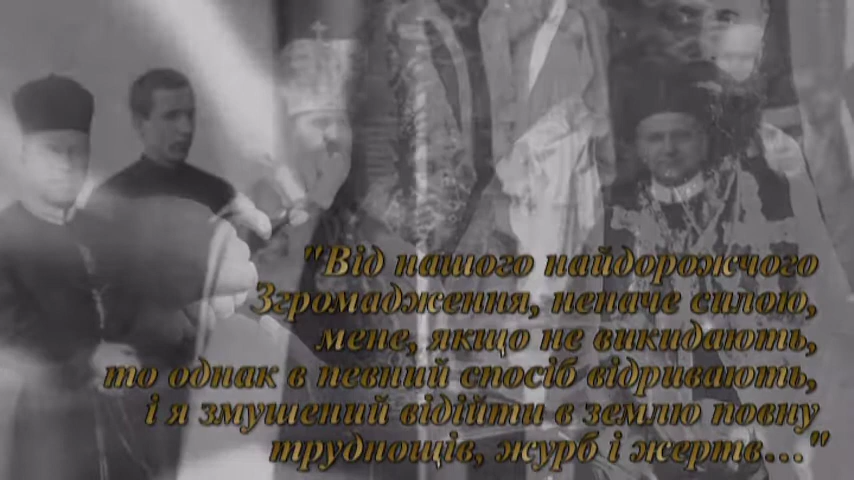 "Від нашого найдорожчого
Згромадження, неначе силою,
мене, якщо не викидають,
то однак в певний спосіб відривають,
і я змушений відійти в землю повну
труднощів, журб і жертв..."